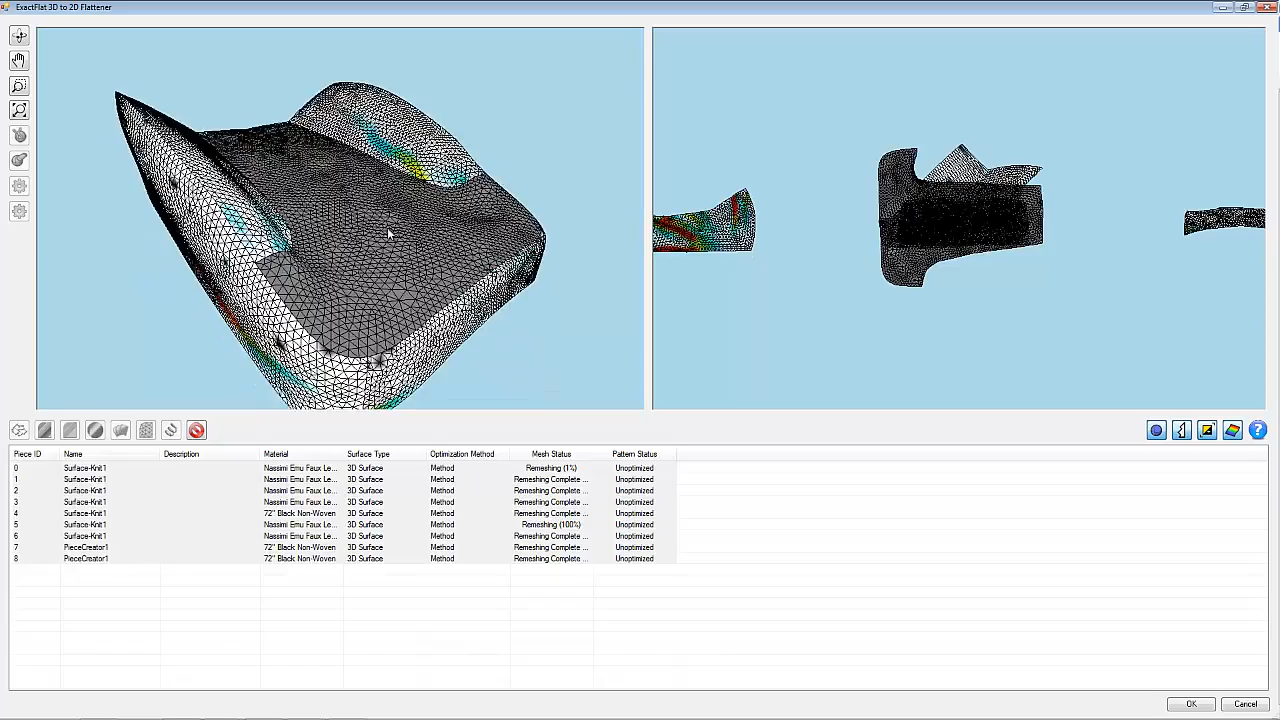 ExactFlat 3D to 2D Flattener
Piece ID Name Description Material Surface Type Optimization Method Mesh Status Pattern Status
0 Surface-Knit1 Nassimi Emu Faux Le... 3D Surface Method Remeshing (1%) Unoptimized
1 Surface-Knit1 Nassimi Emu Faux Le... 3D Surface Method Remeshing Complete ... Unoptimized
2 Surface-Knit1 Nassimi Emu Faux Le... 3D Surface Method Remeshing Complete ... Unoptimized
3 Surface-Knit1 Nassimi Emu Faux Le... 3D Surface Method Remeshing Complete ... Unoptimized
4 Surface-Knit1 72" Black Non-Woven 3D Surface Method Remeshing Complete ... Unoptimized
5 Surface-Knit1 Nassimi Emu Faux Le... 3D Surface Method Remeshing (100%) Unoptimized
6 Surface-Knit1 Nassimi Emu Faux Le... 3D Surface Method Remeshing Complete ... Unoptimized
7 PieceCreator1 72" Black Non-Woven 3D Surface Method Remeshing Complete ... Unoptimized
8 PieceCreator1 72" Black Non-Woven 3D Surface Method Remeshing Complete ... Unoptimized
OK Cancel